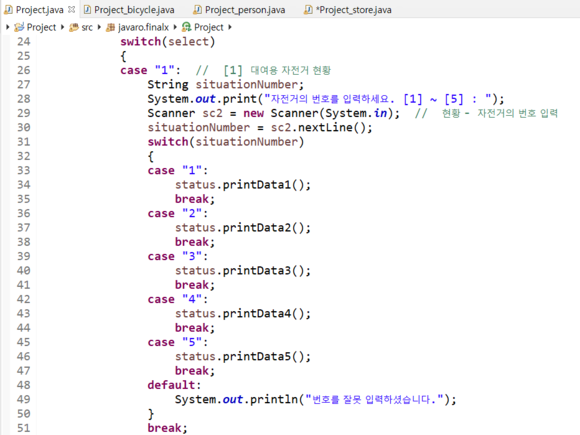 Project.java Project_bicycle.java Project_person.java *Project_store.java
Project src javaro.finalx Project
24 switch(select)
25 {
26 case "1":  //  [1] 대여용 자전거 현황
27 String situationNumber;
28 System.out.print("자전거의 번호를 입력하세요. [1] ~ [5] : ");
29 Scanner sc2 = new Scanner(System.in);  //  현황 - 자전거의 번호 입력
30 situationNumber = sc2.nextLine();
31 switch(situationNumber)
32 {
33 case "1":
34 status.printData1();
35 break;
36 case "2":
37 status.printData2();
38 break;
39 case "3":
40 status.printData3();
41 break;
42 case "4":
43 status.printData4();
44 break;
45 case "5":
46 status.printData5();
47 break;
48 default:
49 System.out.println("번호를 잘못 입력하셨습니다.");
50 }
51 break;